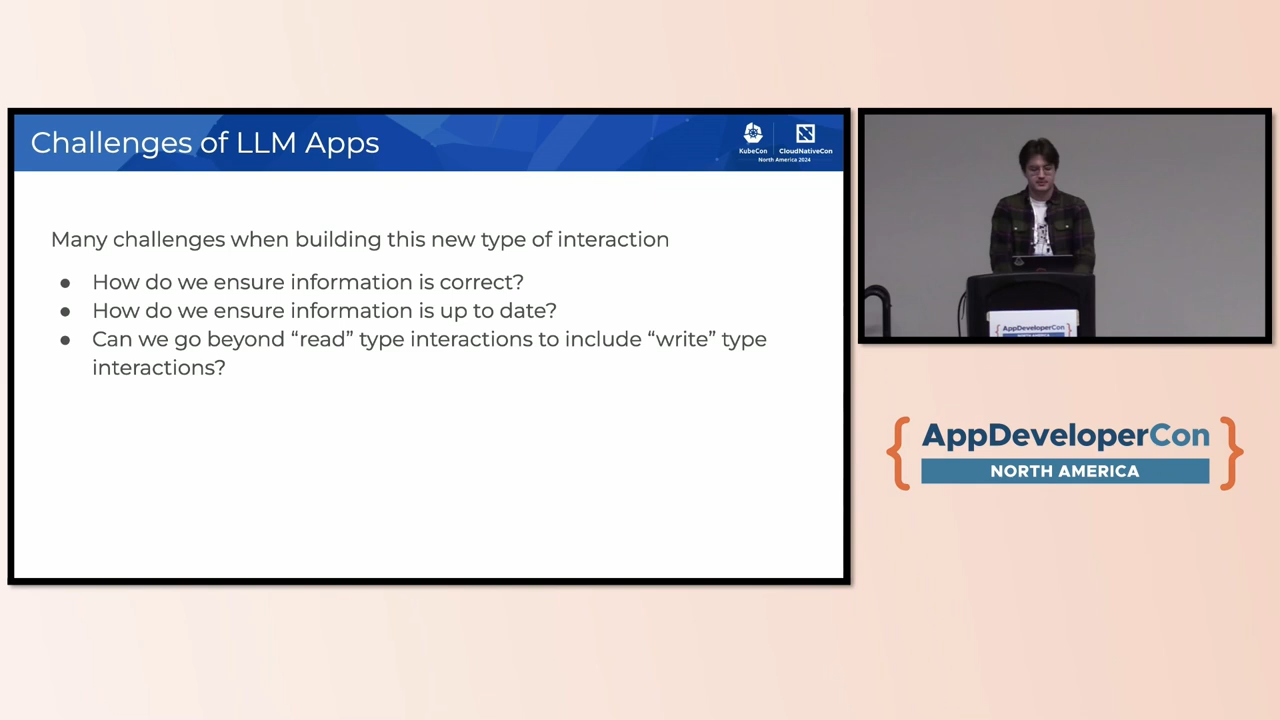 Challenges of LLM Apps
KubeCon
CloudNativeCon
North America 2024
Many challenges when building this new type of interaction
● How do we ensure information is correct?
● How do we ensure information is up to date?
● Can we go beyond “read” type interactions to include “write” type
interactions?
AppDeveloperCon
NORTH AMERICA
{ AppDeveloperCon }
NORTH AMERICA